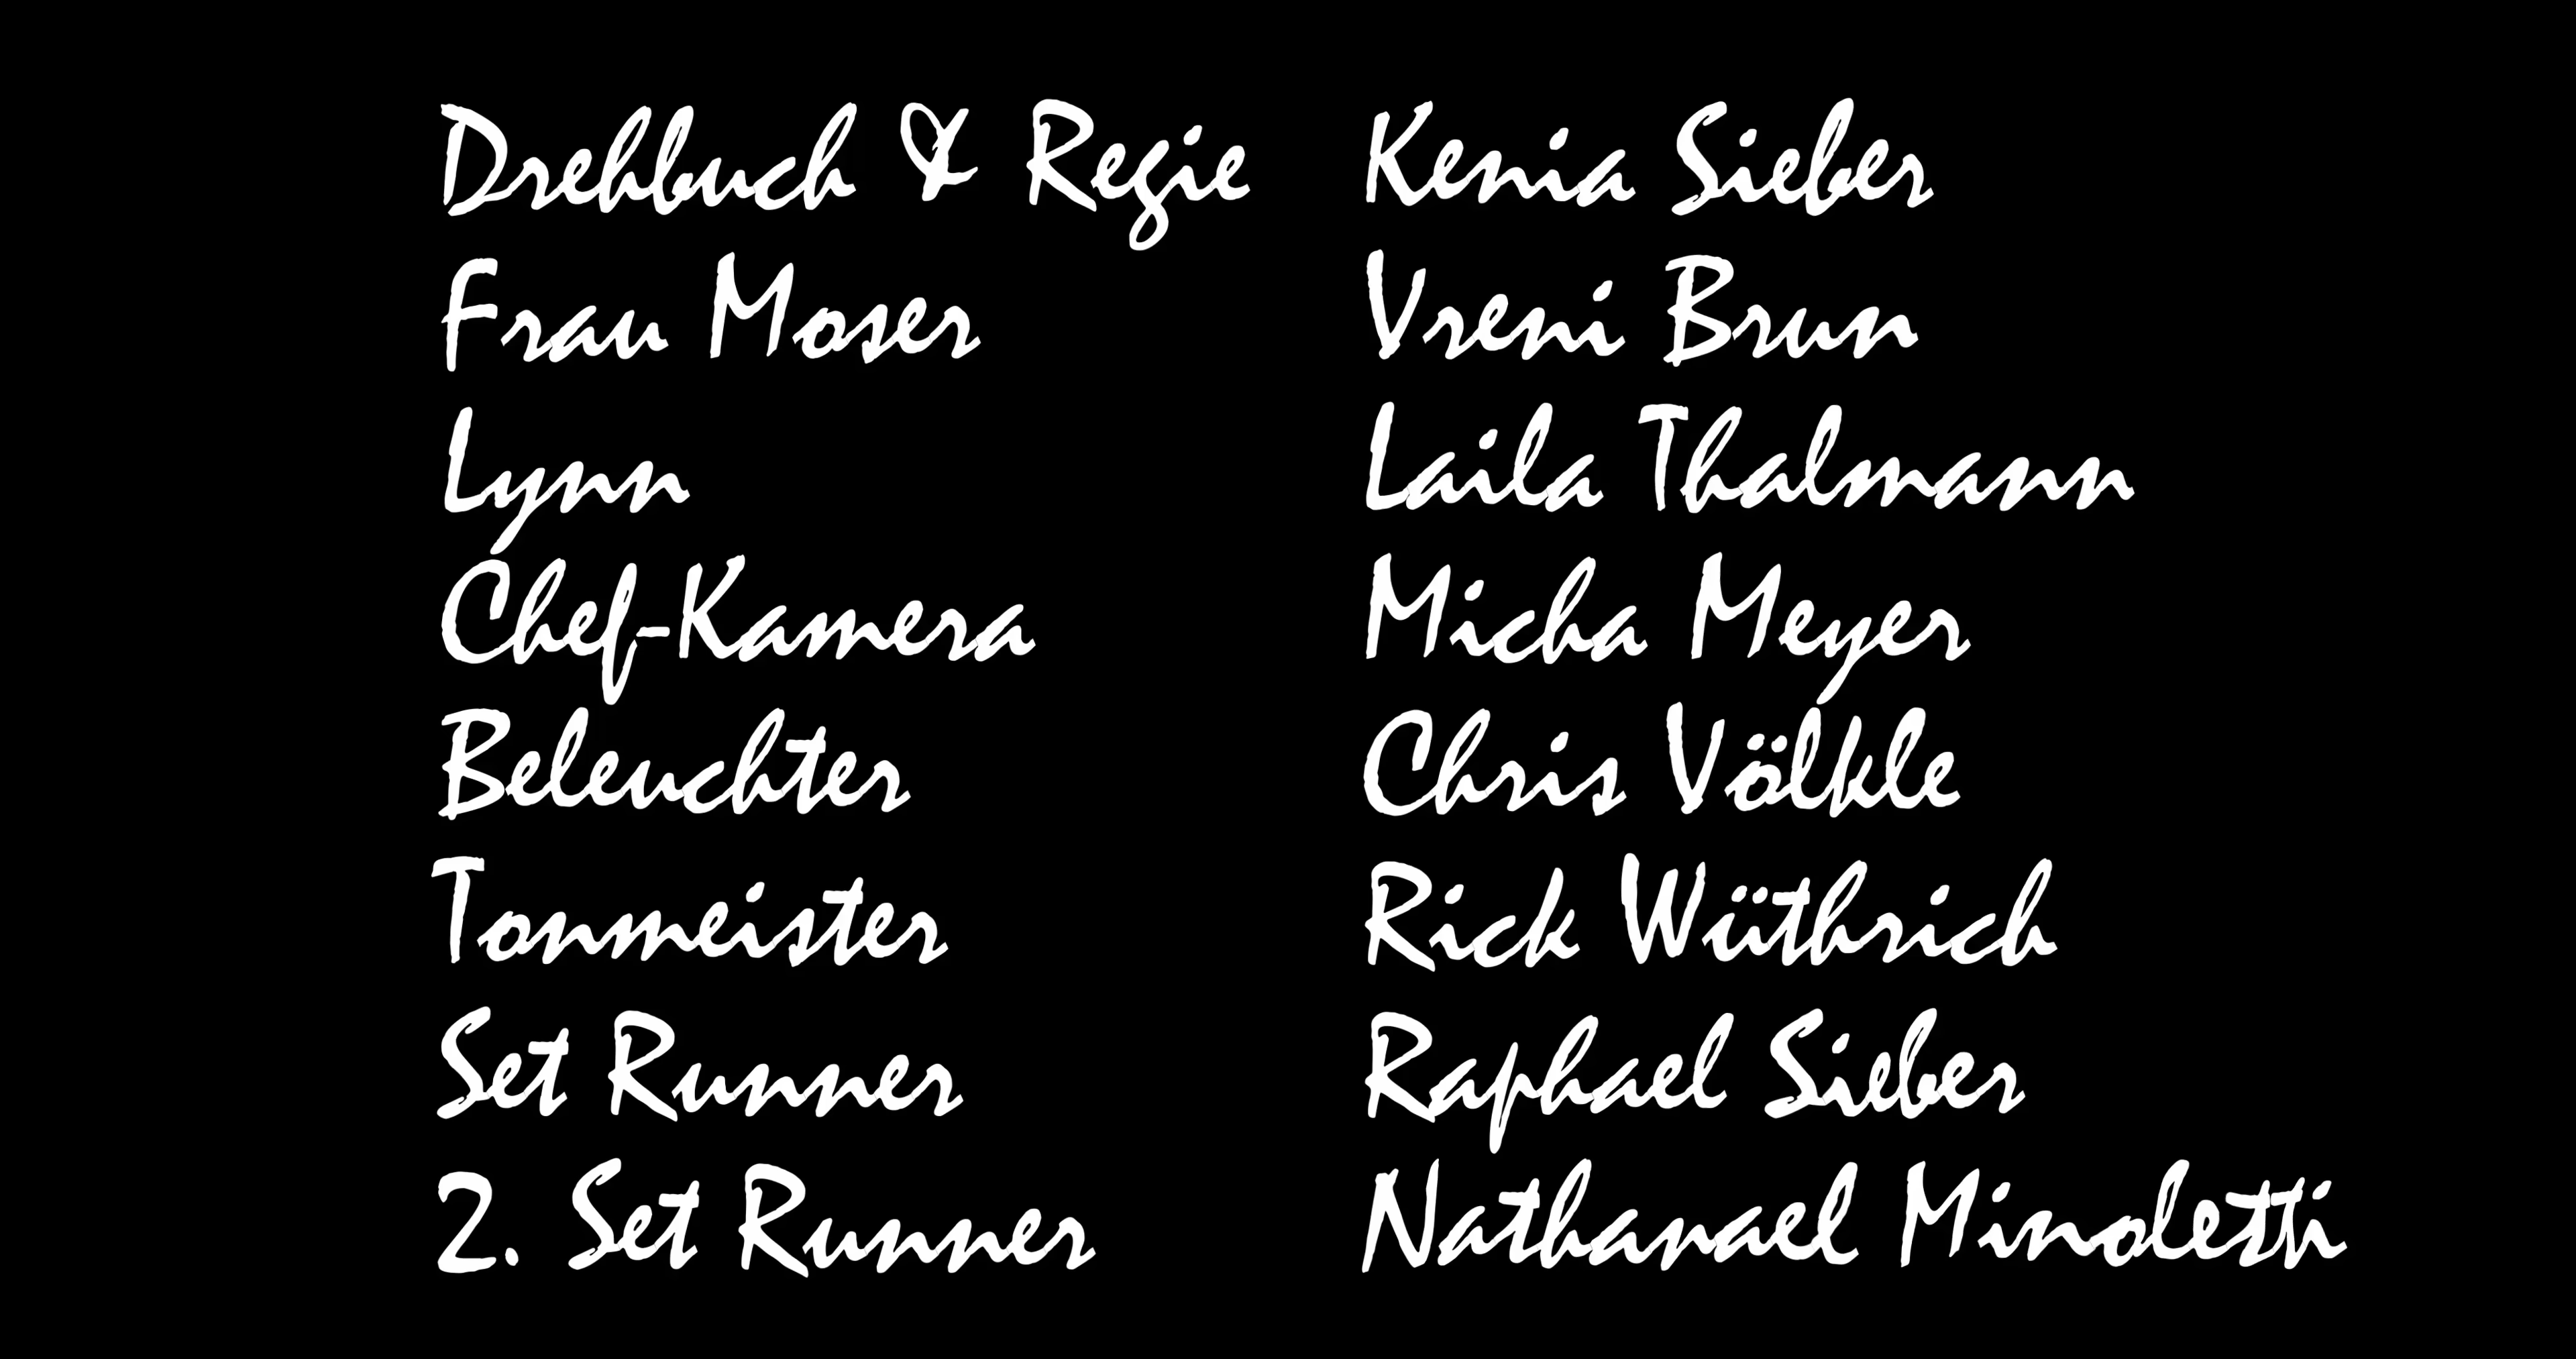 Drehbuch & Regie Kenia Sieber
Frau Moser Vreni Brun
Lynn Laila Thalmann
Chef-Kamera Micha Meyer
Beleuchter Chris Völkle
Tonmeister Rick Wüthrich
Set Runner Raphael Sieber
2. Set Runner Nathanael Minoletti